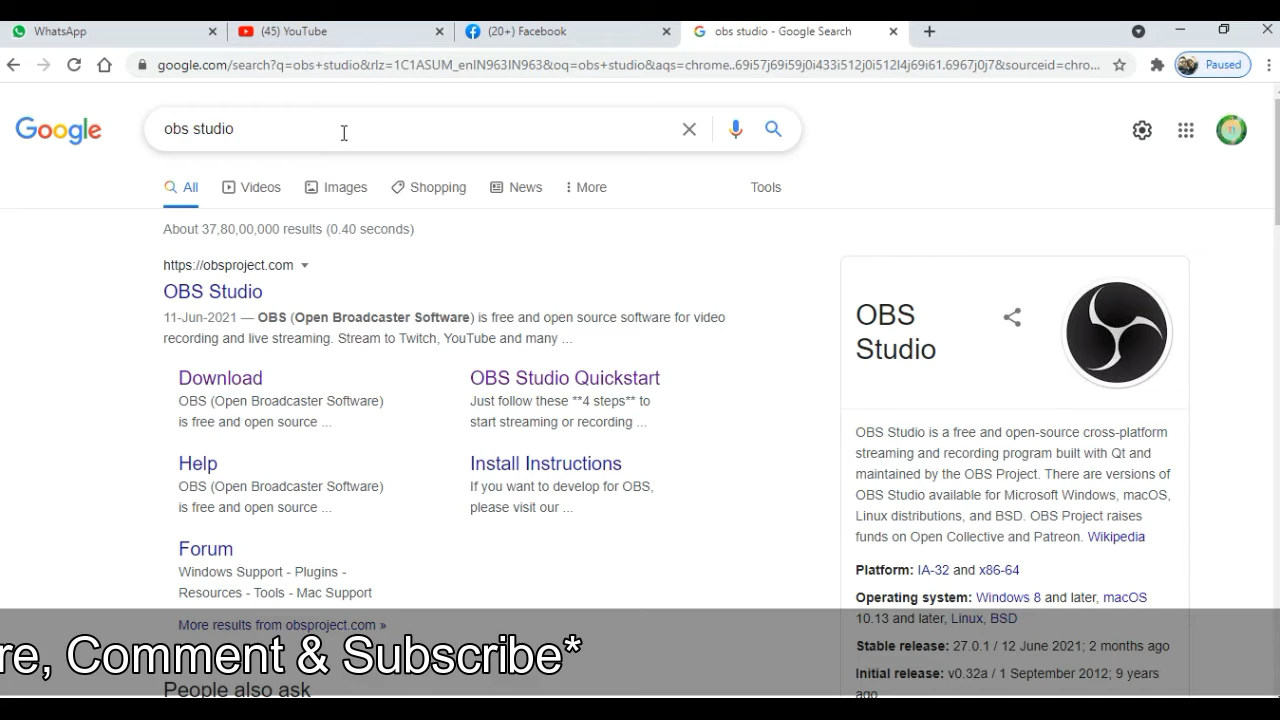 WhatsApp
(45) YouTube
(20+) Facebook
obs studio - Google Search
google.com/search?q=obs+studio&rlz=1C1ASUM_enIN963IN963&oq=obs+studio&aqs=chrome..69i57j69i59j0i433i512j0i512l4j69i61.6967j0j7&sourceid=chro...
Paused
Google
obs studio
All
Videos
Images
Shopping
News
More
Tools
About 37,80,00,000 results (0.40 seconds)
https://obsproject.com
OBS Studio
11-Jun-2021 — OBS (Open Broadcaster Software) is free and open source software for video
recording and live streaming. Stream to Twitch, YouTube and many ...
Download
OBS (Open Broadcaster Software)
is free and open source ...
OBS Studio Quickstart
Just follow these **4 steps** to
start streaming or recording ...
Help
OBS (Open Broadcaster Software)
is free and open source ...
Install Instructions
If you want to develop for OBS,
please visit our ...
Forum
Windows Support - Plugins -
Resources - Tools - Mac Support
More results from obsproject.com »
People also ask
OBS
Studio
OBS Studio is a free and open-source cross-platform
streaming and recording program built with Qt and
maintained by the OBS Project. There are versions of
OBS Studio available for Microsoft Windows, macOS,
Linux distributions, and BSD. OBS Project raises
funds on Open Collective and Patreon. Wikipedia
Platform: IA-32 and x86-64
Operating system: Windows 8 and later, macOS
10.13 and later, Linux, BSD
Stable release: 27.0.1 / 12 June 2021; 2 months ago
Initial release: v0.32a / 1 September 2012; 9 years
ago
re, Comment & Subscribe*